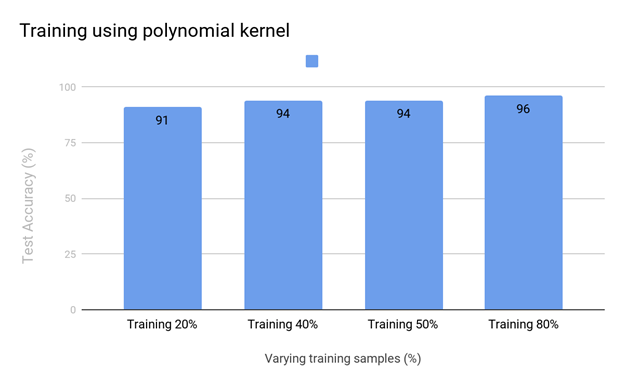 Training using polynomial kernel
100
75
50
25
0
Test Accuracy (%)
91
94
94
96
Training 20%
Training 40%
Training 50%
Training 80%
Varying training samples (%)